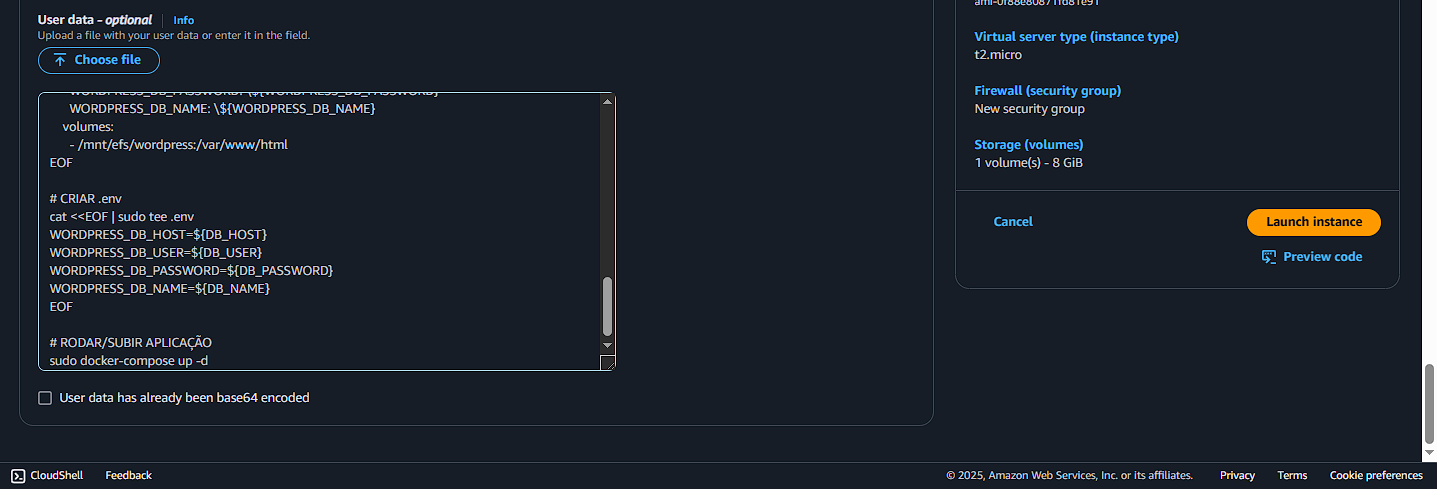 User data – optional Info
Upload a file with your user data or enter it in the field.
Choose file
WORDPRESS_DB_PASSWORD: \${WORDPRESS_DB_PASSWORD}
WORDPRESS_DB_NAME: \${WORDPRESS_DB_NAME}
volumes:
- /mnt/efs/wordpress:/var/www/html
EOF
# CRIAR .env
cat <<EOF | sudo tee .env
WORDPRESS_DB_HOST=${DB_HOST}
WORDPRESS_DB_USER=${DB_USER}
WORDPRESS_DB_PASSWORD=${DB_PASSWORD}
WORDPRESS_DB_NAME=${DB_NAME}
EOF
# RODAR/SUBIR APLICAÇÃO
sudo docker-compose up -d
User data has already been base64 encoded
Virtual server type (instance type)
t2.micro
Firewall (security group)
New security group
Storage (volumes)
1 volume(s) - 8 GiB
Cancel
Launch instance
Preview code
CloudShell Feedback
© 2025, Amazon Web Services, Inc. or its affiliates. Privacy Terms Cookie preferences